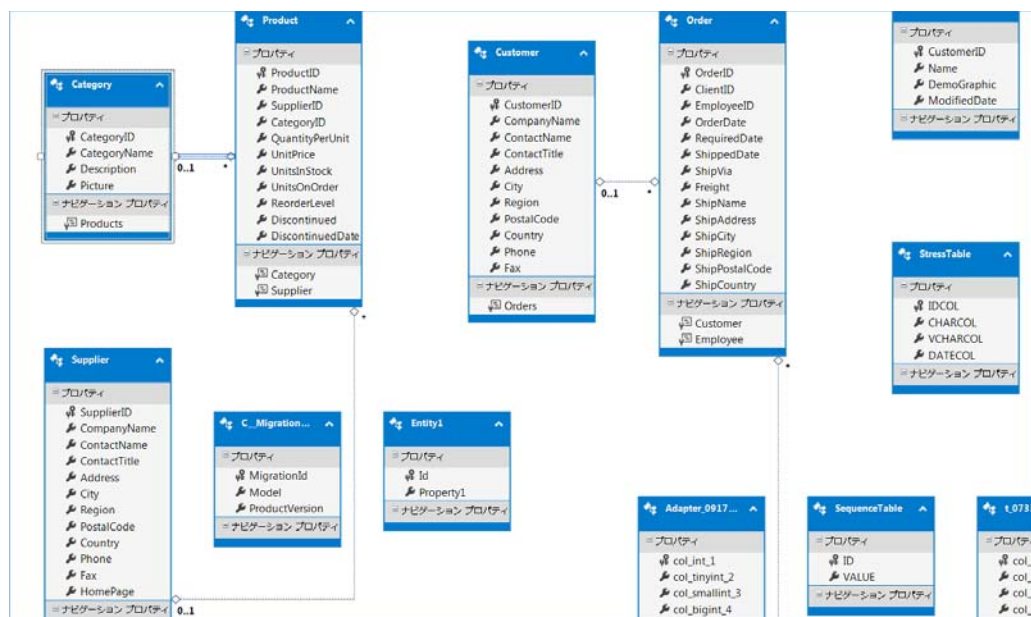 Category
プロパティ
CategoryID
CategoryName
Description
Picture
ナビゲーション プロパティ
Products
0..1
*
Product
プロパティ
ProductID
ProductName
SupplierID
CategoryID
QuantityPerUnit
UnitPrice
UnitsInStock
UnitsOnOrder
ReorderLevel
Discontinued
DiscontinuedDate
ナビゲーション プロパティ
Category
Supplier
*
Customer
プロパティ
CustomerID
CompanyName
ContactName
ContactTitle
Address
City
Region
PostalCode
Country
Phone
Fax
ナビゲーション プロパティ
Orders
0..1
*
Order
プロパティ
OrderID
ClientID
EmployeeID
OrderDate
RequiredDate
ShippedDate
ShipVia
Freight
ShipName
ShipAddress
ShipCity
ShipRegion
ShipPostalCode
ShipCountry
ナビゲーション プロパティ
Customer
Employee
*
プロパティ
CustomerID
Name
DemoGraphic
ModifiedDate
ナビゲーション プロパティ
StressTable
プロパティ
IDCOL
CHARCOL
VCHARCOL
DATECOL
ナビゲーション プロパティ
Supplier
プロパティ
SupplierID
CompanyName
ContactName
ContactTitle
Address
City
Region
PostalCode
Country
Phone
Fax
HomePage
ナビゲーション プロパティ
0..1
C__Migration...
プロパティ
MigrationId
Model
ProductVersion
ナビゲーション プロパティ
Entity1
プロパティ
Id
Property1
ナビゲーション プロパティ
Adapter_0917...
プロパティ
col_int_1
col_tinyint_2
col_smallint_3
col_bigint_4
SequenceTable
プロパティ
ID
VALUE
ナビゲーション プロパティ
t_073
プロパティ
col_
col_
col_
col_